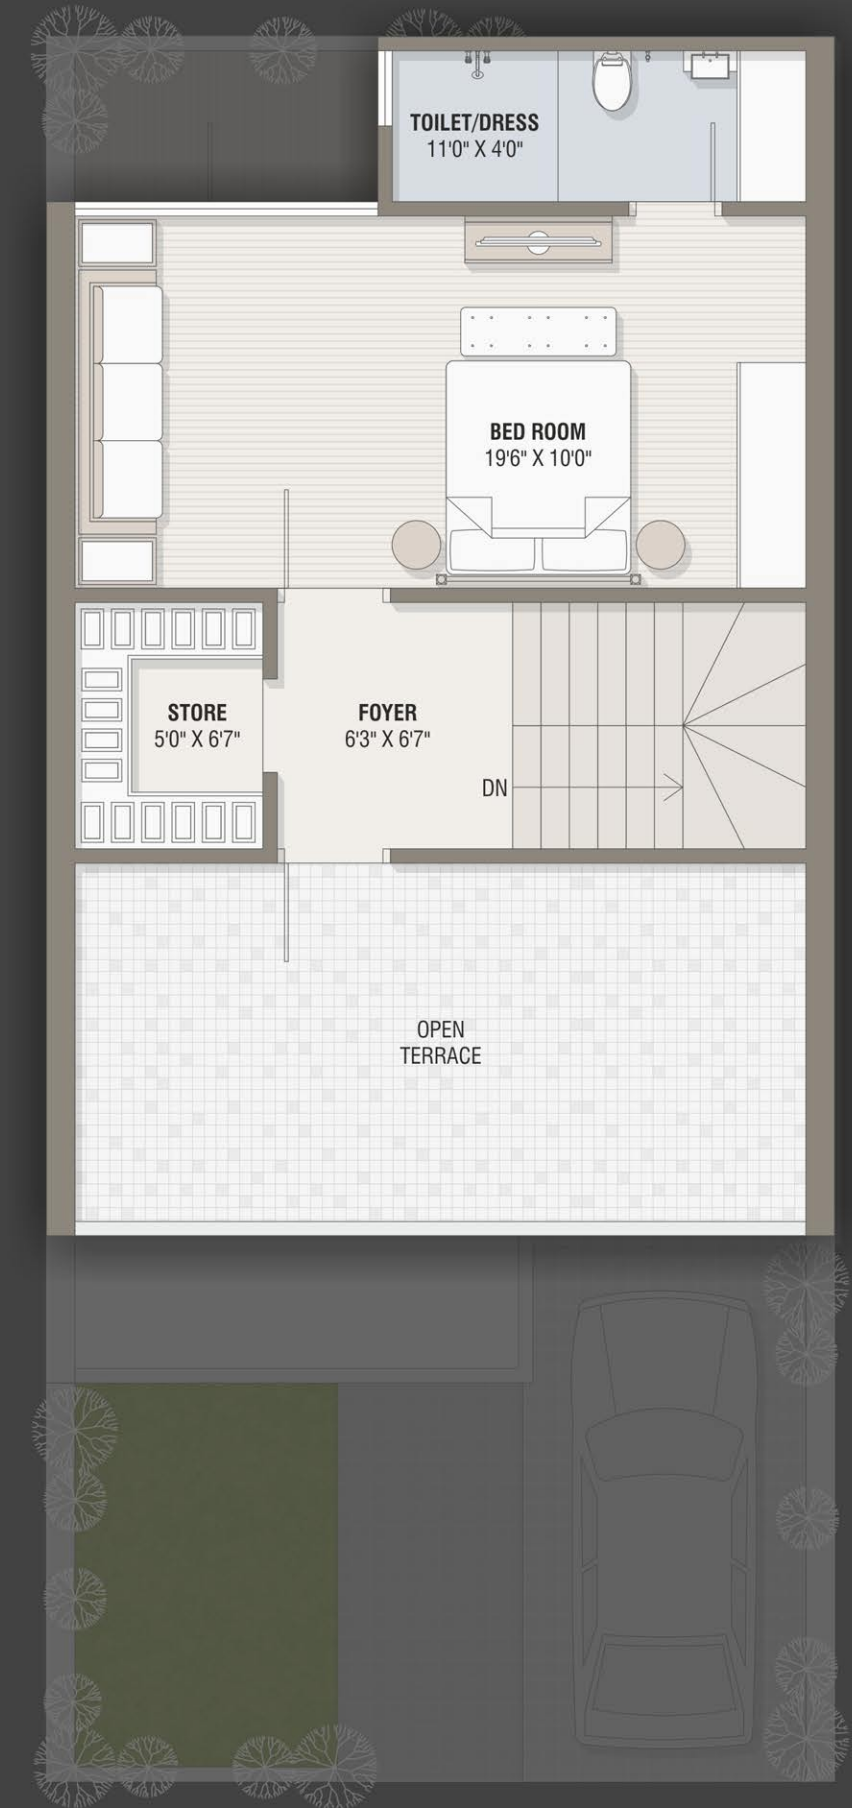 TOILET/DRESS
11'0" X 4'0"
BED ROOM
19'6" X 10'0"
STORE
5'0" X 6'7"
FOYER
6'3" X 6'7"
DN
OPEN
TERRACE